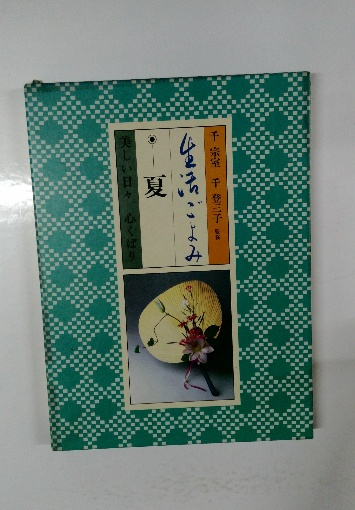 千 宗室 千 登三子 監修
生活ごよみ
夏
美しい日々 心くばり